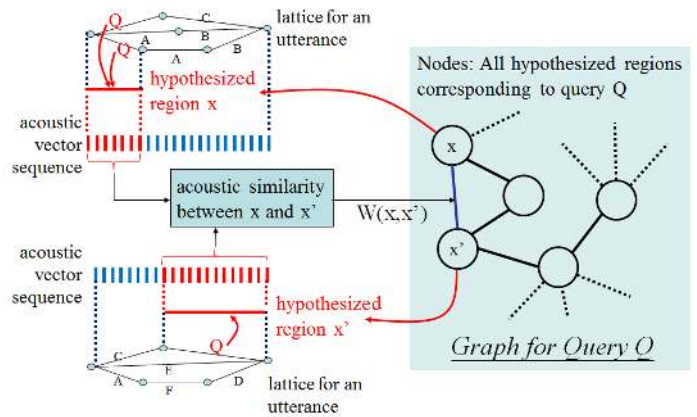 C
lattice for an
utterance
Q
A
B
Q
A
B
hypothesized
region x
acoustic
vector
sequence
acoustic similarity
between x and x’
W(x,x’)
acoustic
vector
sequence
hypothesized
region x’
Q
C
E
A
F
D
lattice for an
utterance
Nodes: All hypothesized regions
corresponding to query Q
x
x’
Graph for Query Q